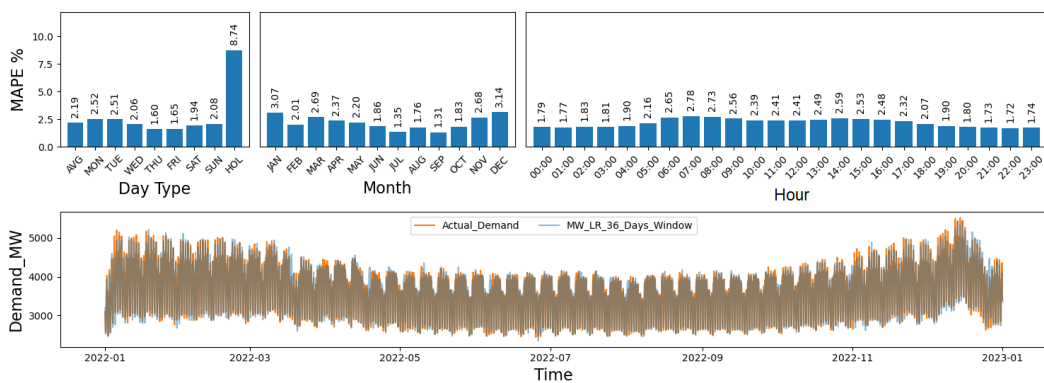 MAPE %
10.0
7.5
5.0
2.5
0.0
2.19 2.52 2.51 2.06 1.60 1.65 1.94 2.08 8.74
AVG MON TUE WED THU FRI SAT SUN HOL
Day Type
3.07 2.01 2.69 2.37 2.20 1.86 1.35 1.76 1.31 1.83 2.68 3.14
JAN FEB MAR APR MAY JUN JUL AUG SEP OCT NOV DEC
Month
1.79 1.77 1.83 1.81 1.90 2.16 2.65 2.78 2.73 2.56 2.39 2.41 2.41 2.49 2.59 2.53 2.48 2.32 2.07 1.90 1.80 1.73 1.72 1.74
00:00 01:00 02:00 03:00 04:00 05:00 06:00 07:00 08:00 09:00 10:00 11:00 12:00 13:00 14:00 15:00 16:00 17:00 18:00 19:00 20:00 21:00 22:00 23:00
Hour
Demand_MW
5000
4000
3000
Actual_Demand MW_LR_36_Days_Window
2022-01 2022-03 2022-05 2022-07 2022-09 2022-11 2023-01
Time